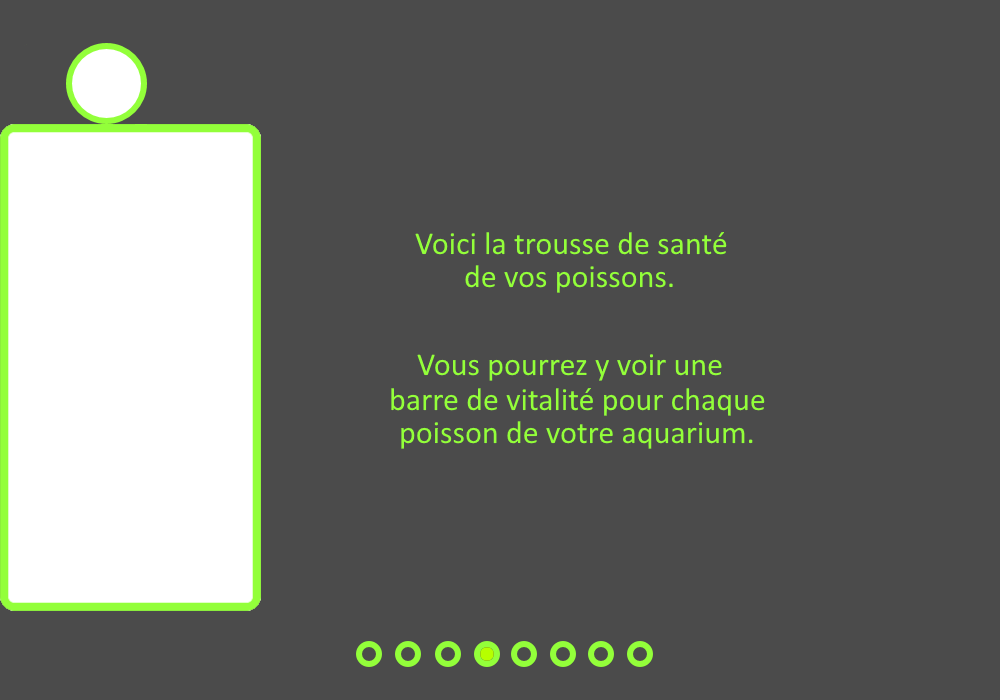 Voici la trousse de santé
de vos poissons.
Vous pourrez y voir une
barre de vitalité pour chaque
poisson de votre aquarium.